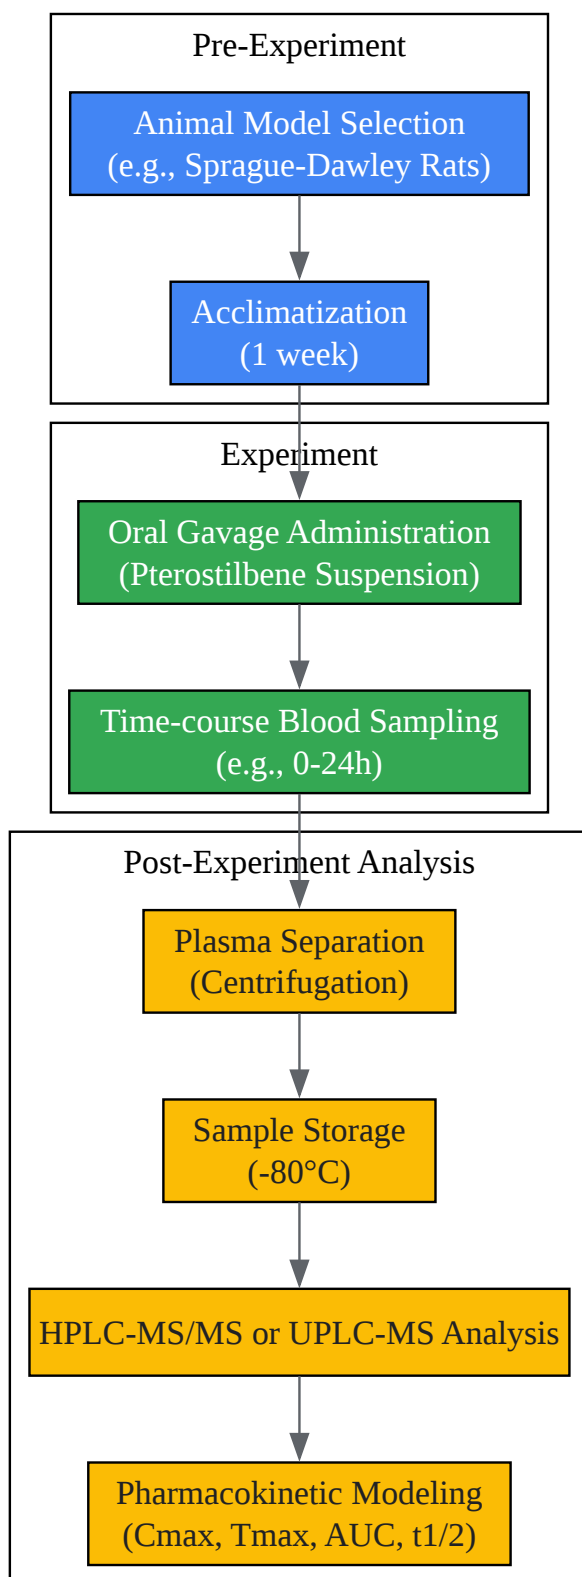 Pre-Experiment
Animal Model Selection
(e.g., Sprague-Dawley Rats)
Acclimatization
(1 week)
Experiment
Oral Gavage Administration
(Pterostilbene Suspension)
Time-course Blood Sampling
(e.g., 0-24h)
Post-Experiment Analysis
Plasma Separation
(Centrifugation)
Sample Storage
(-80°C)
HPLC-MS/MS or UPLC-MS Analysis
Pharmacokinetic Modeling
(Cmax, Tmax, AUC, t1/2)